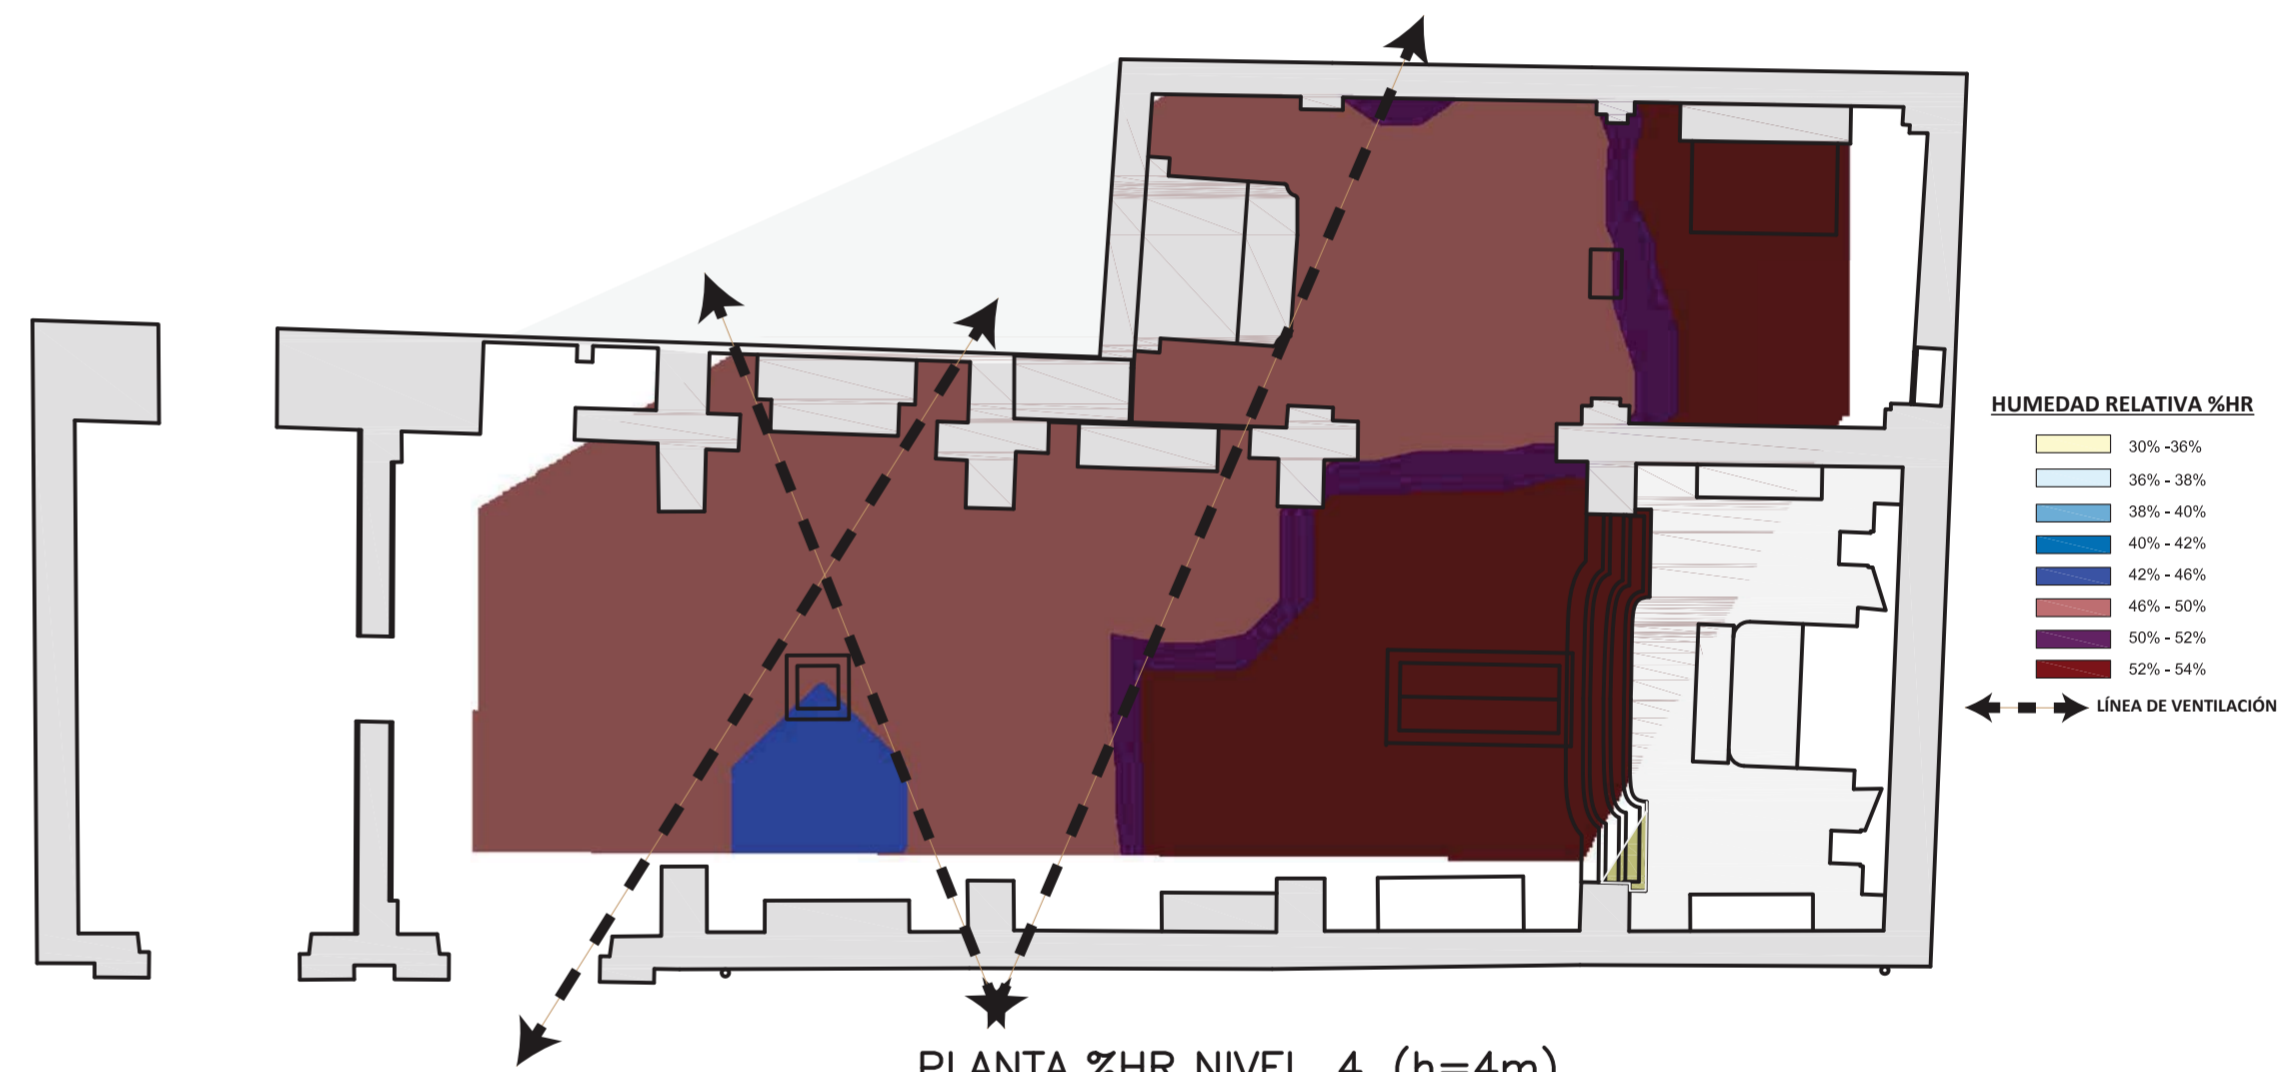 HUMEDAD RELATIVA %HR
30% -36%
36% - 38%
38% - 40%
40% - 42%
42% - 46%
46% - 50%
50% - 52%
52% - 54%
LÍNEA DE VENTILACIÓN
PLANTA %HR NIVEL 4 (h=4m)